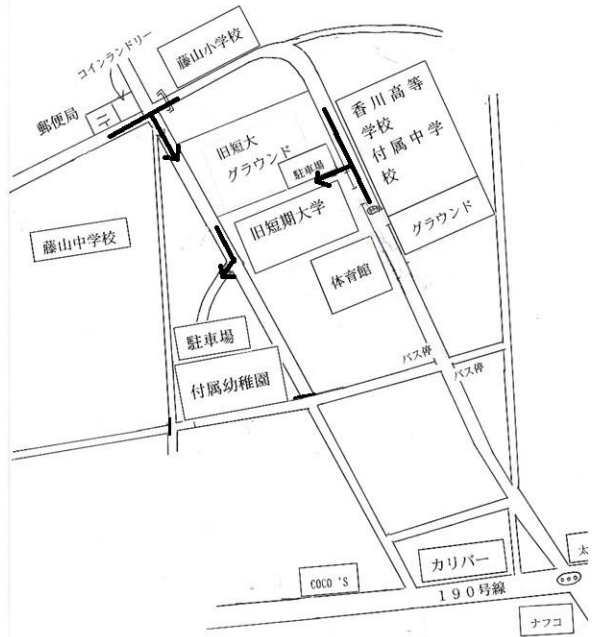 藤山小学校
コインランドリー
郵便局
〒
旧短大
グラウンド
駐車場
香川高等
学校
付属中学
校
グラウンド
旧短期大学
藤山中学校
体育館
駐車場
付属幼稚園
バス停
バス停
カリバー
COCO 'S
190号線
太
ナフコ